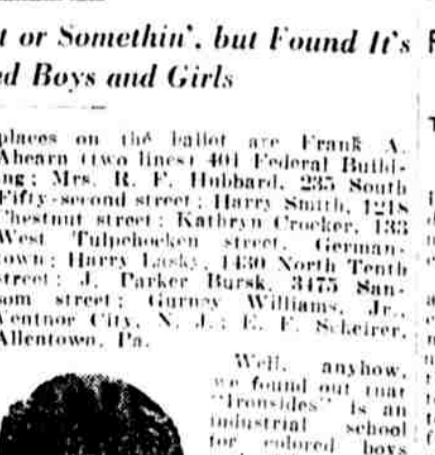 t or Somethin', but Found It's
d Boys and Girls
places on the ballot are Frank A.
Ahearn (two lines) 401 Federal Build-
ng; Mrs. R. F. Hubbard, 235 South
Fifty-second street; Harry Smith, 1218
Chestnut street; Kathryn Crocker, 133
West Tulpehocken street, German-
town; Harry Lasky, 1430 North Tenth
street; J. Parker Bursk, 3475 San-
som street; Gurney Williams, Jr.,
Ventnor City, N. J.; E. F. Scheirer,
Allentown, Pa.
Well, anyhow,
we found out that
"Ironsides" is an
industrial school
for colored boys